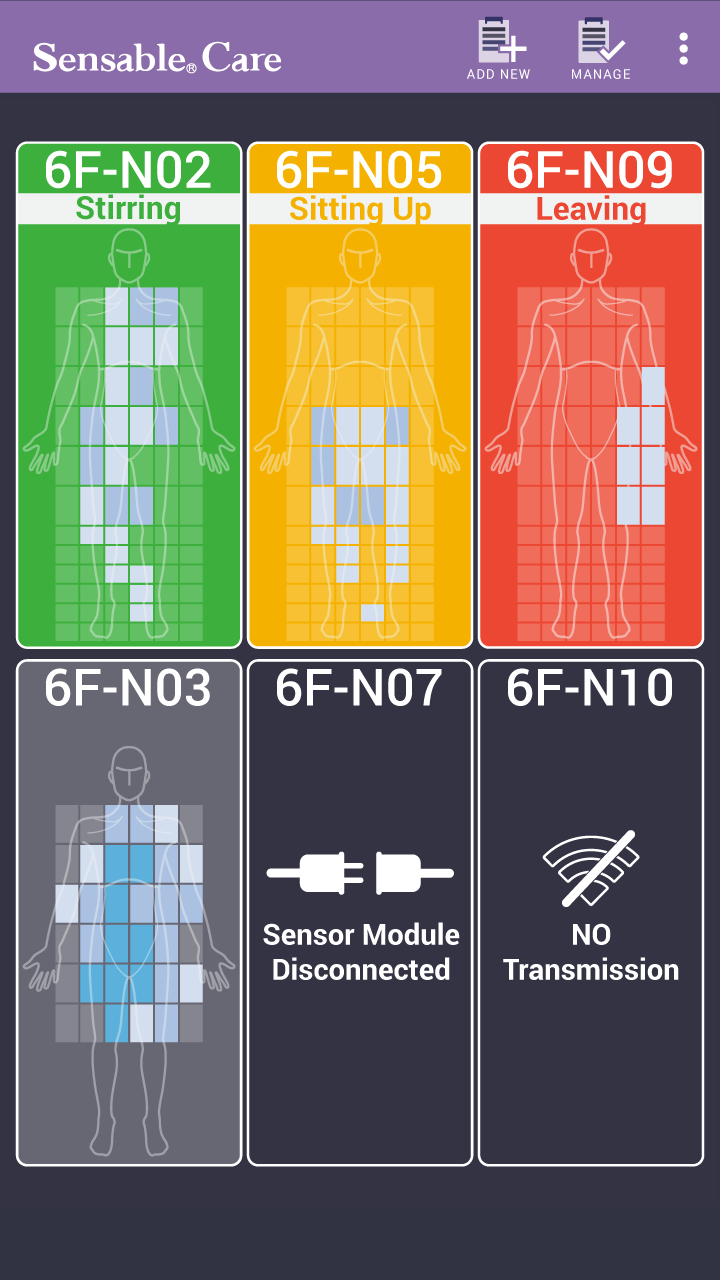 Sensable® Care
ADD NEW
MANAGE
6F-N02
Stirring
6F-N05
Sitting Up
6F-N09
Leaving
6F-N03
6F-N07
Sensor Module
Disconnected
6F-N10
NO
Transmission